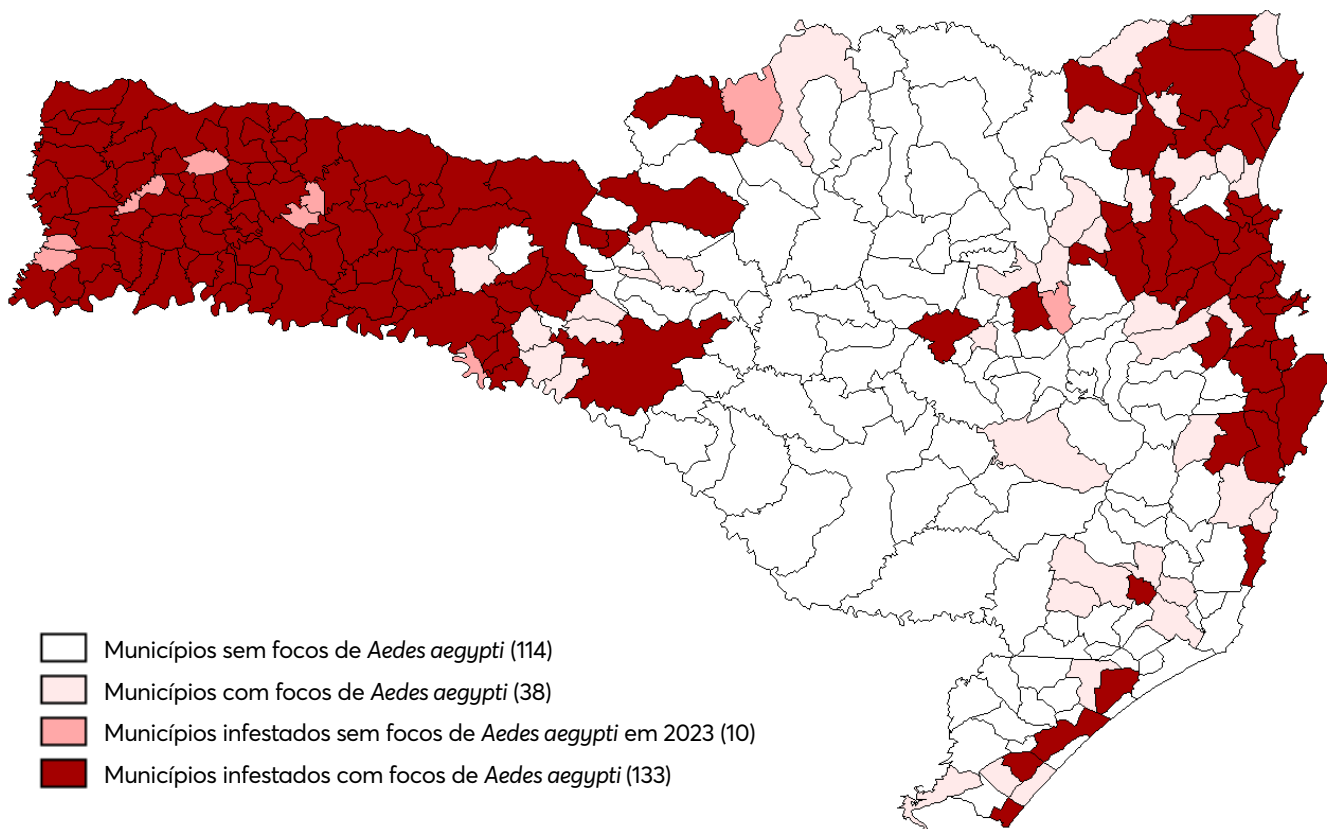 Municípios sem focos de Aedes aegypti (114)
Municípios com focos de Aedes aegypti (38)
Municípios infestados sem focos de Aedes aegypti em 2023 (10)
Municípios infestados com focos de Aedes aegypti (133)